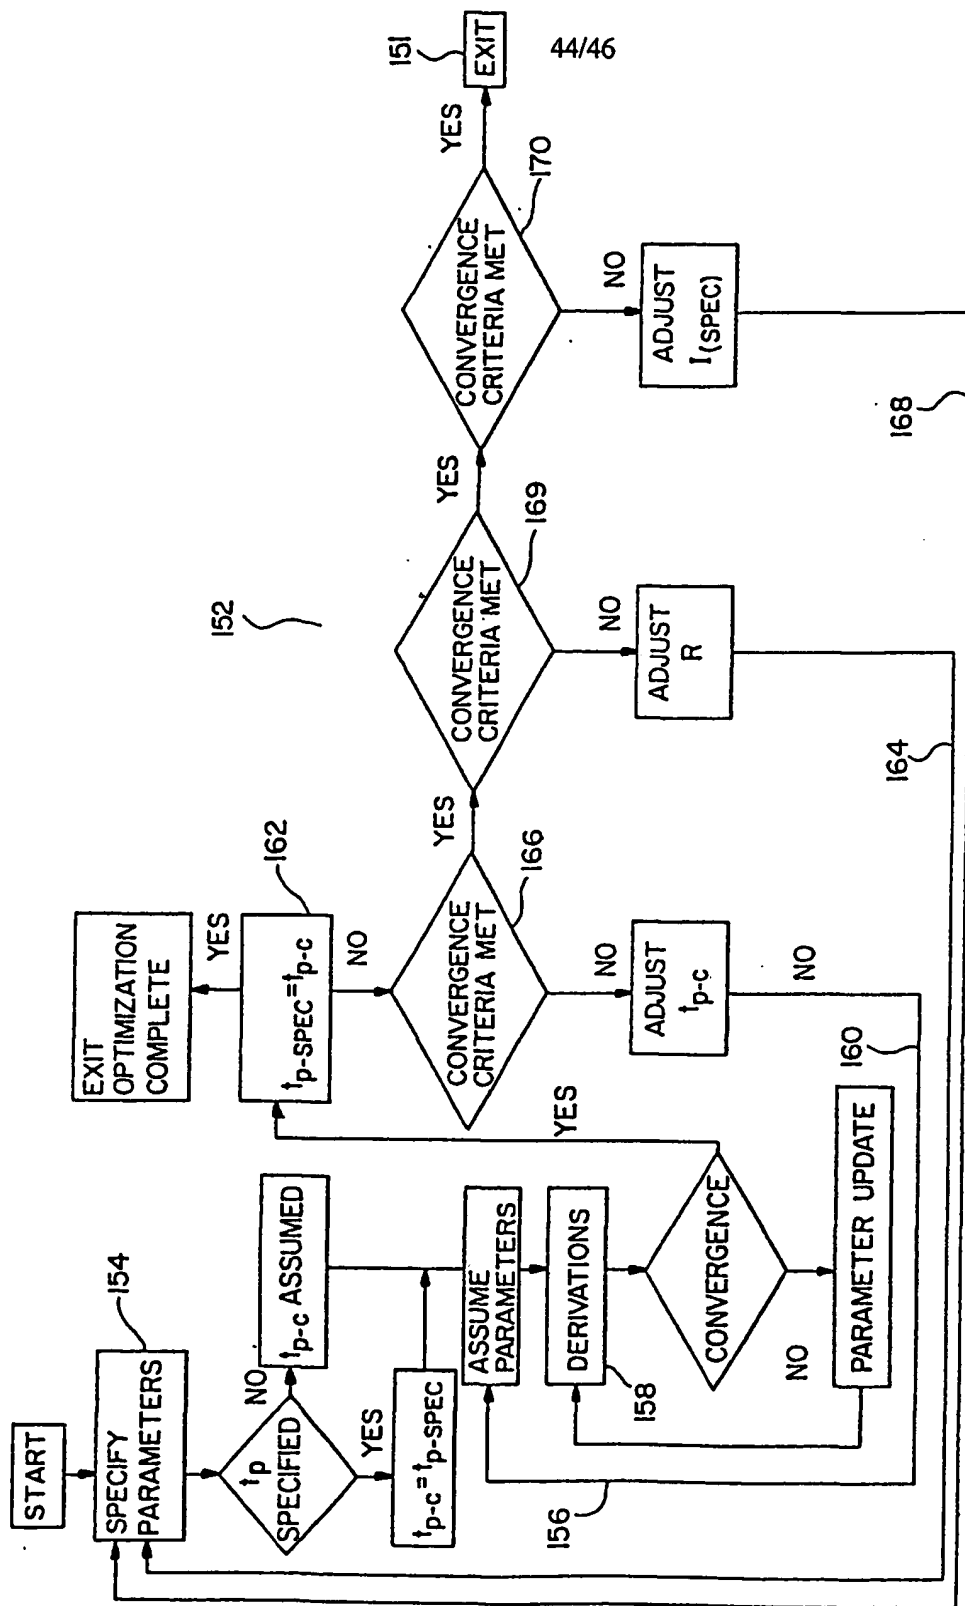 44/46
START
SPECIFY
PARAMETERS
154
tp
SPECIFIED
NO
tp-c ASSUMED
YES
tp-c=tp-SPEC
ASSUME
PARAMETERS
156
DERIVATIONS
158
CONVERGENCE
YES
NO
PARAMETER UPDATE
160
EXIT
OPTIMIZATION
COMPLETE
YES
tp-SPEC=tp-c
162
NO
CONVERGENCE
CRITERIA MET
166
NO
ADJUST
tp-c
NO
YES
152
CONVERGENCE
CRITERIA MET
169
NO
ADJUST
R
164
YES
CONVERGENCE
CRITERIA MET
170
NO
ADJUST
I(SPEC)
168
YES
EXIT
151